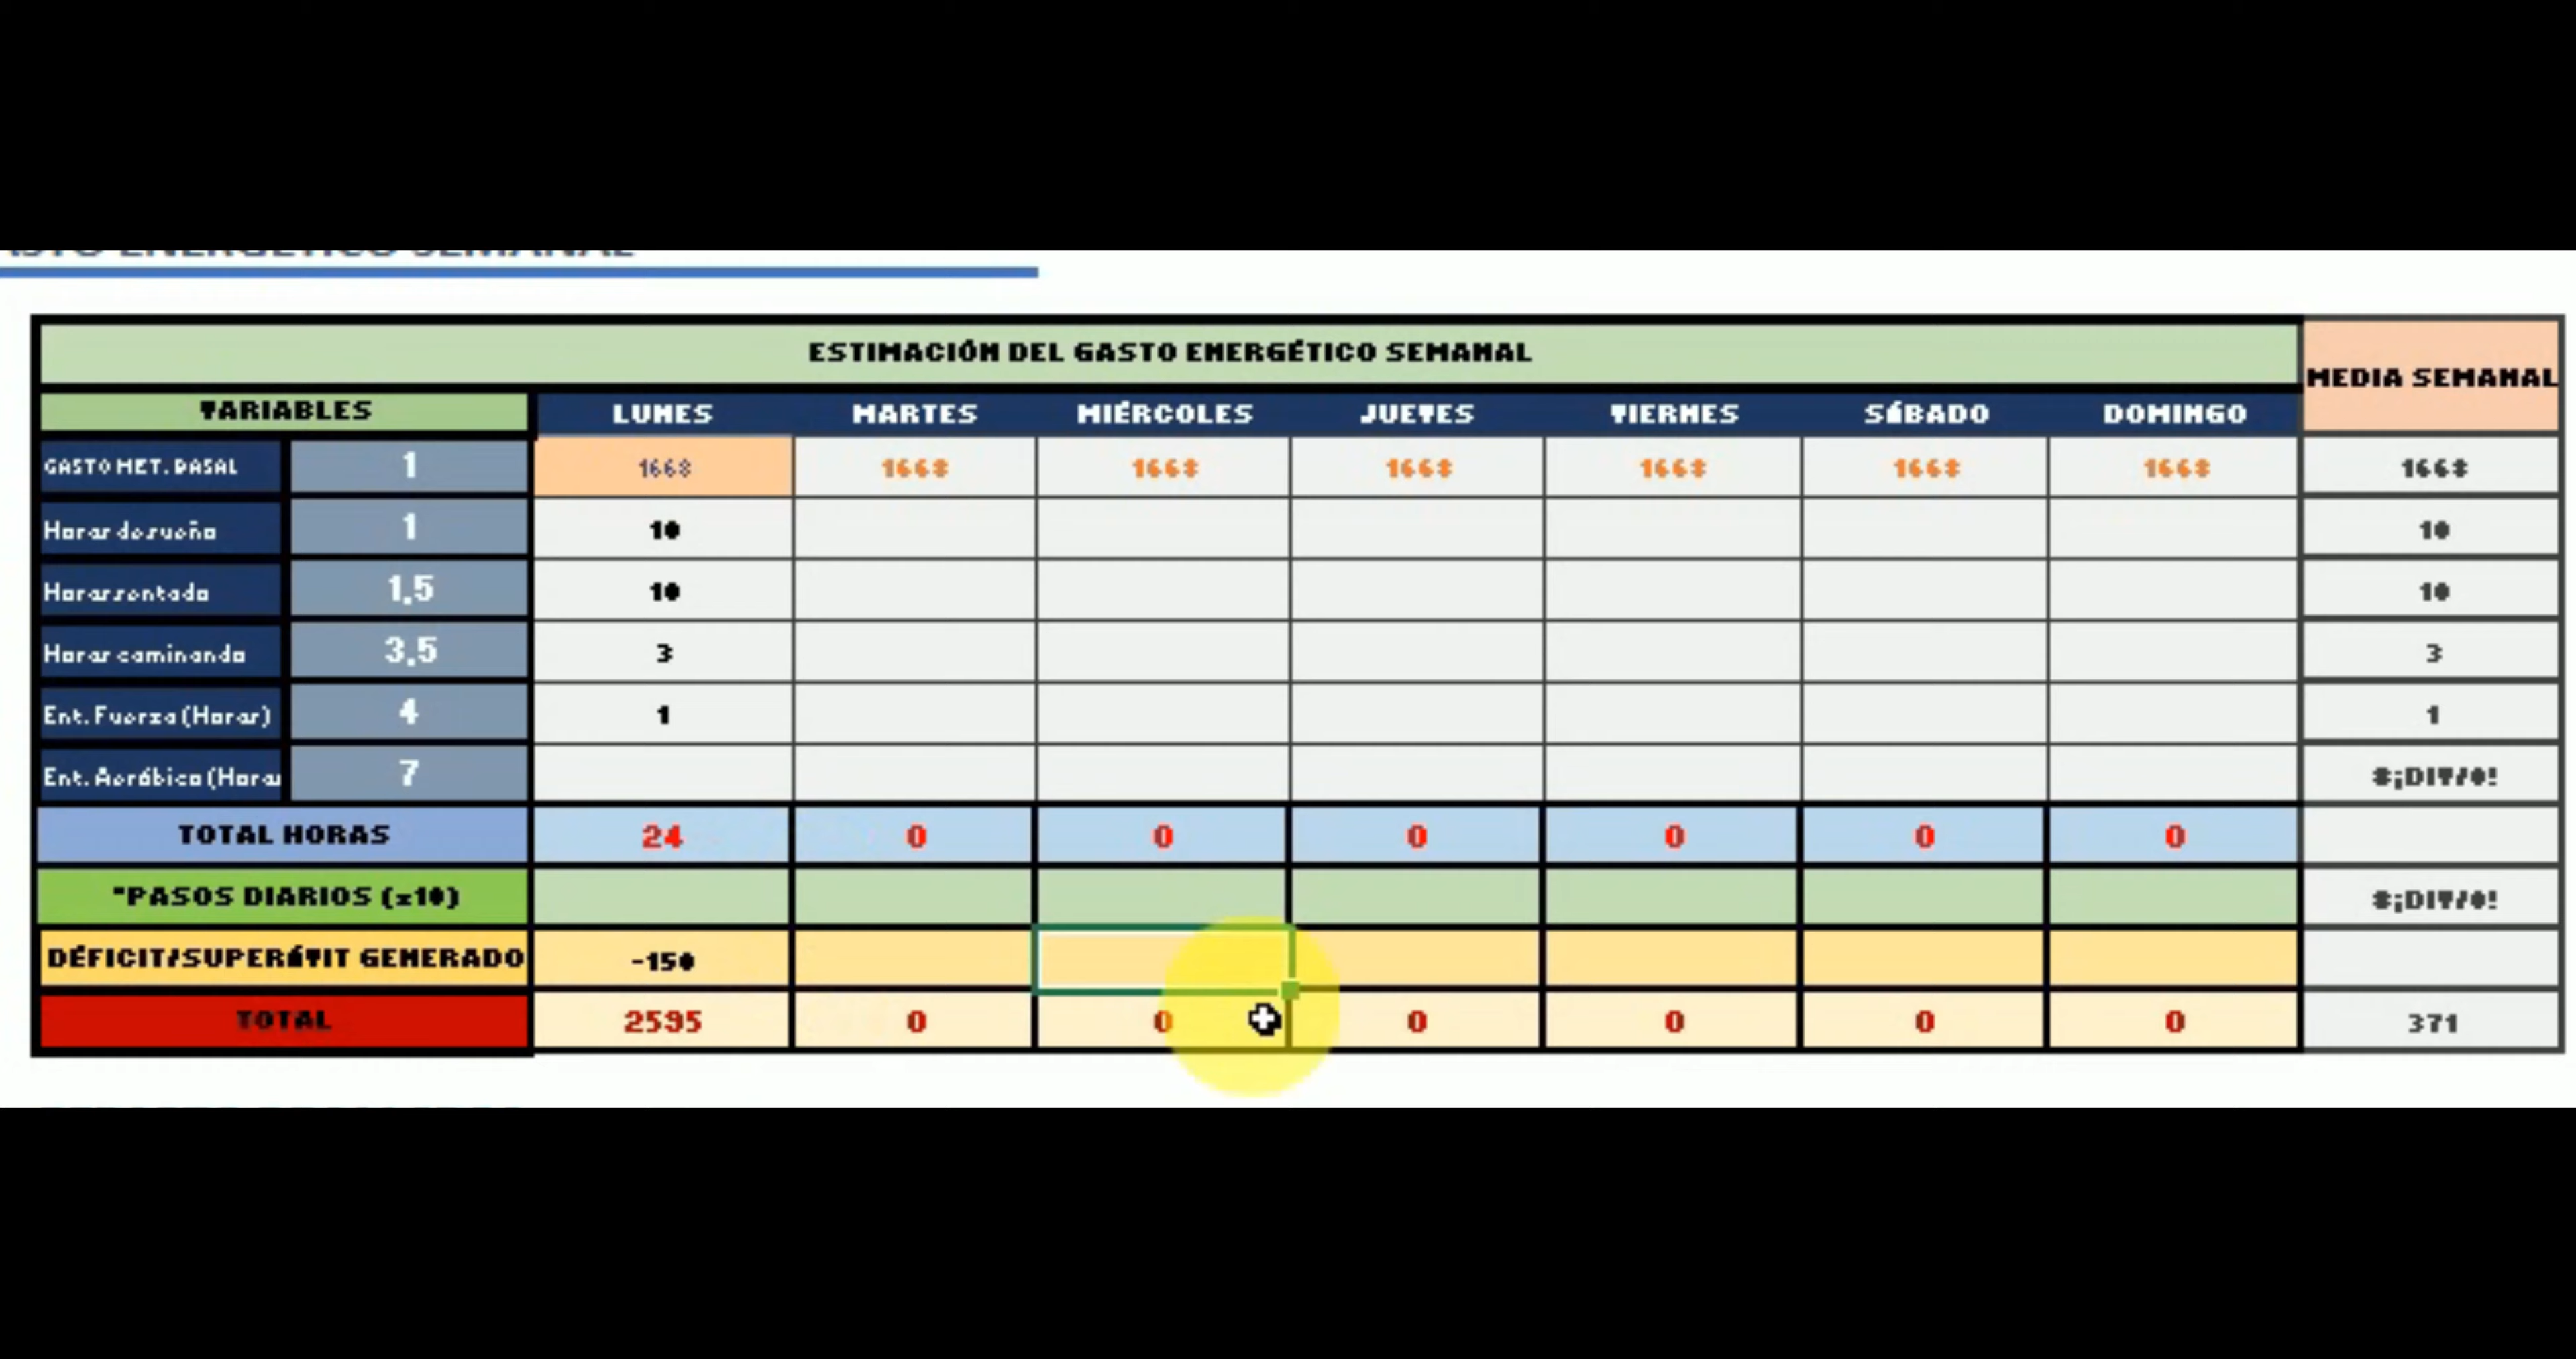 ESTIMACIÓN DEL GASTO ENERGÉTICO SEMANAL
MEDIA SEMANAL
VARIABLES LUNES MARTES MIÉRCOLES JUEVES VIERNES SÁBADO DOMINGO
GASTO MET. BASAL 1 1668 1668 1668 1668 1668 1668 1668 1668
Horas de sueño 1 10 10
Horas sentado 1,5 10 10
Horas caminando 3,5 3 3
Ent. Fuerza (Horas) 4 1 1
Ent. Aeróbico (Horas 7 #¡DIV/0!
TOTAL HORAS 24 0 0 0 0 0 0
*PASOS DIARIOS (x10) #¡DIV/0!
DÉFICIT/SUPERÁVIT GENERADO -150
TOTAL 2595 0 0 0 0 0 0 371